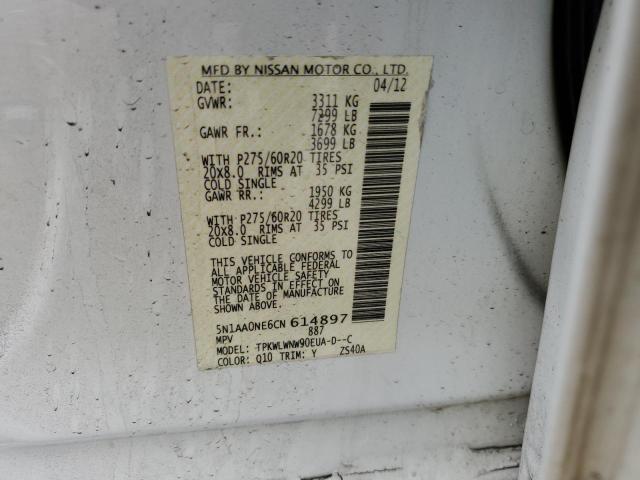 MFD BY NISSAN MOTOR CO., LTD.
DATE: 04/12
GVWR: 3311 KG
7299 LB
GAWR FR.: 1678 KG
3699 LB
WITH P275/60R20 TIRES
20X8.0 RIMS AT 35 PSI
COLD SINGLE
GAWR RR.: 1950 KG
4299 LB
WITH P275/60R20 TIRES
20X8.0 RIMS AT 35 PSI
COLD SINGLE
THIS VEHICLE CONFORMS TO
ALL APPLICABLE FEDERAL
MOTOR VEHICLE SAFETY
STANDARDS IN EFFECT ON
THE DATE OF MANUFACTURE
SHOWN ABOVE.
5N1AA0NE6CN 614897
MPV 887
MODEL: TPKWLWNW90EUA-D--C
COLOR: Q10 TRIM: Y ZS40A